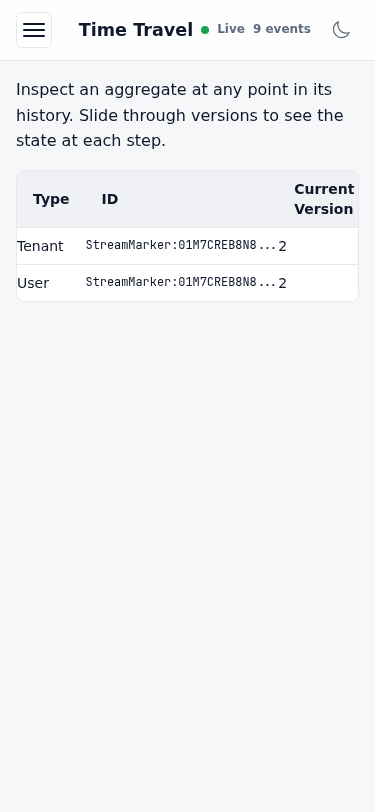 Time Travel Live 9 events
Inspect an aggregate at any point in its
history. Slide through versions to see the
state at each step.
Type ID Current
Version
Tenant StreamMarker:01M7CREB8N8... 2
User StreamMarker:01M7CREB8N8... 2